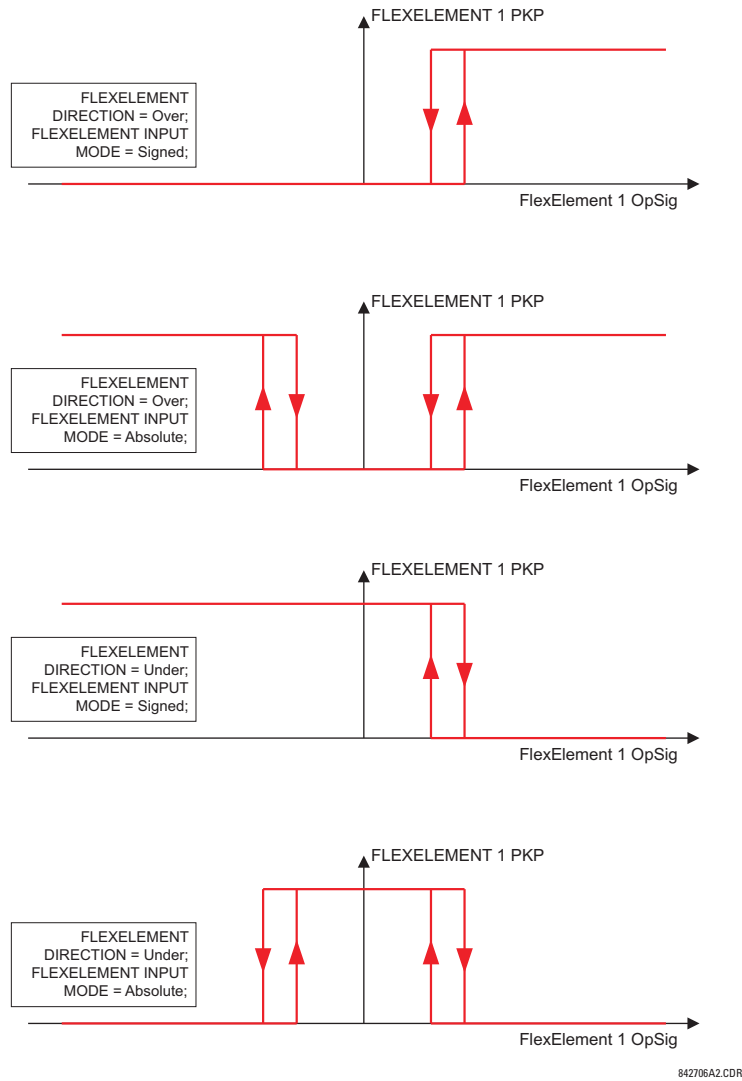 FLEXELEMENT 1 PKP
FLEXELEMENT
DIRECTION = Over;
FLEXELEMENT INPUT
MODE = Signed;
FlexElement 1 OpSig
FLEXELEMENT 1 PKP
FLEXELEMENT
DIRECTION = Over;
FLEXELEMENT INPUT
MODE = Absolute;
FlexElement 1 OpSig
FLEXELEMENT 1 PKP
FLEXELEMENT
DIRECTION = Under;
FLEXELEMENT INPUT
MODE = Signed;
FlexElement 1 OpSig
FLEXELEMENT 1 PKP
FLEXELEMENT
DIRECTION = Under;
FLEXELEMENT INPUT
MODE = Absolute;
FlexElement 1 OpSig
842706A2.CDR